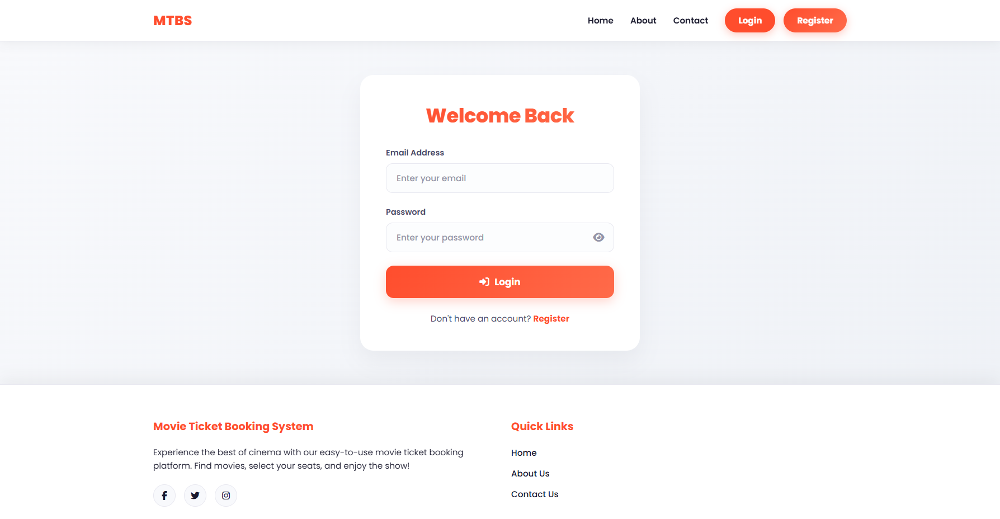 MTBS
Home
About
Contact
Login
Register
Welcome Back
Email Address
Enter your email
Password
Enter your password
Login
Don't have an account? Register
Movie Ticket Booking System
Experience the best of cinema with our easy-to-use movie ticket booking
platform. Find movies, select your seats, and enjoy the show!
Quick Links
Home
About Us
Contact Us